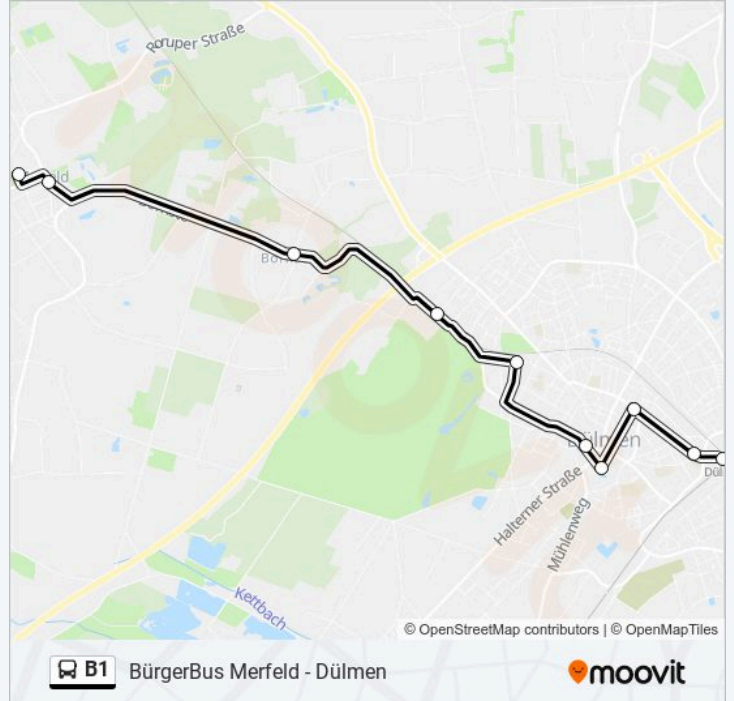 Roruper Straße
Dülmen
Halterner Straße
Mühlenweg
Kettbach
© OpenStreetMap contributors | © OpenMapTiles
B1 BürgerBus Merfeld - Dülmen
moovit